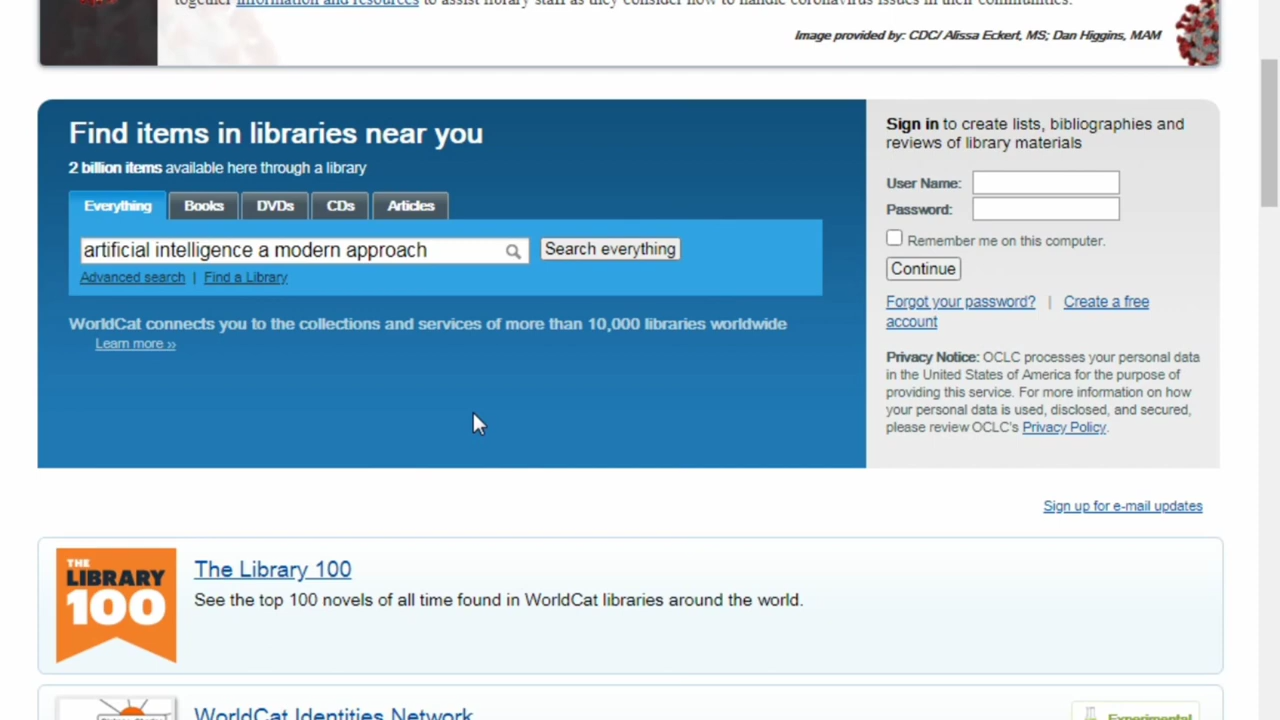 together information and resources to assist library staff as they consider how to handle coronavirus issues in their communities.
Image provided by: CDC/ Alissa Eckert, MS; Dan Higgins, MAM
Find items in libraries near you
2 billion items available here through a library
Everything Books DVDs CDs Articles
artificial intelligence a modern approach Search everything
Advanced search | Find a Library
WorldCat connects you to the collections and services of more than 10,000 libraries worldwide
Learn more ››
Sign in to create lists, bibliographies and
reviews of library materials
User Name:
Password:
Remember me on this computer.
Continue
Forgot your password? | Create a free
account
Privacy Notice: OCLC processes your personal data
in the United States of America for the purpose of
providing this service. For more information on how
your personal data is used, disclosed, and secured,
please review OCLC's Privacy Policy.
Sign up for e-mail updates
THE
LIBRARY
100
The Library 100
See the top 100 novels of all time found in WorldCat libraries around the world.
WorldCat Identities Network
Experimental